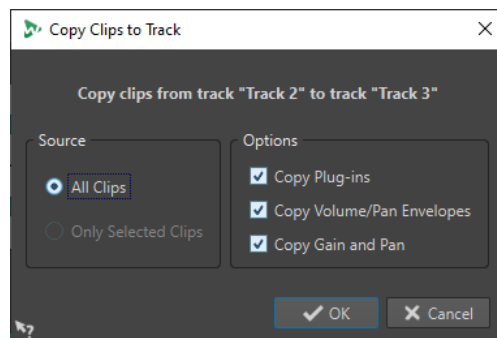 Copy Clips to Track
Copy clips from track "Track 2" to track "Track 3"
Source
All Clips
Only Selected Clips
Options
Copy Plug-ins
Copy Volume/Pan Envelopes
Copy Gain and Pan
OK
Cancel
?